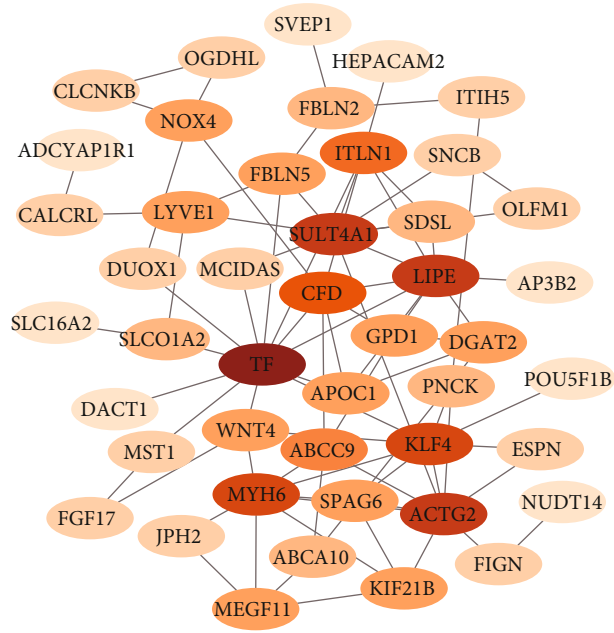 SVEP1
OGDHL
HEPACAM2
CLCNKB
ITIH5
FBLN2
NOX4
ADCYAP1R1
ITLN1
SNCB
FBLN5
CALCRL
LYVE1
OLFM1
SDSL
SULT4A1
DUOX1
MCIDAS
LIPE
AP3B2
CFD
SLC16A2
SLCO1A2
GPD1
DGAT2
TF
POU5F1B
PNCK
APOC1
DACT1
WNT4
KLF4
MST1
ABCC9
ESPN
MYH6
SPAG6
NUDT14
ACTG2
FGF17
JPH2
ABCA10
FIGN
KIF21B
MEGF11